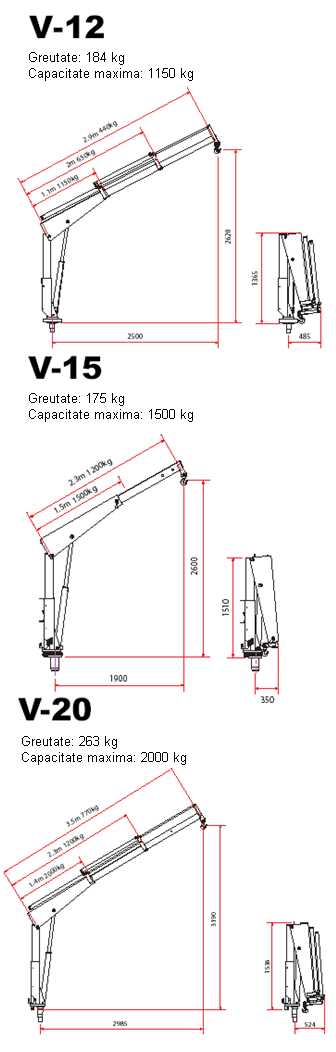 V-12
Greutate: 184 kg
Capacitate maxima: 1150 kg
2.9m 440kg
2m 650kg
1.1m 1150kg
2620
1365
2500
485
V-15
Greutate: 175 kg
Capacitate maxima: 1500 kg
2.3m 1200kg
1.5m 1500kg
2600
1510
1900
350
V-20
Greutate: 263 kg
Capacitate maxima: 2000 kg
3.5m 770kg
2.3m 1200kg
1.4m 2000kg
3190
1536
2985
524